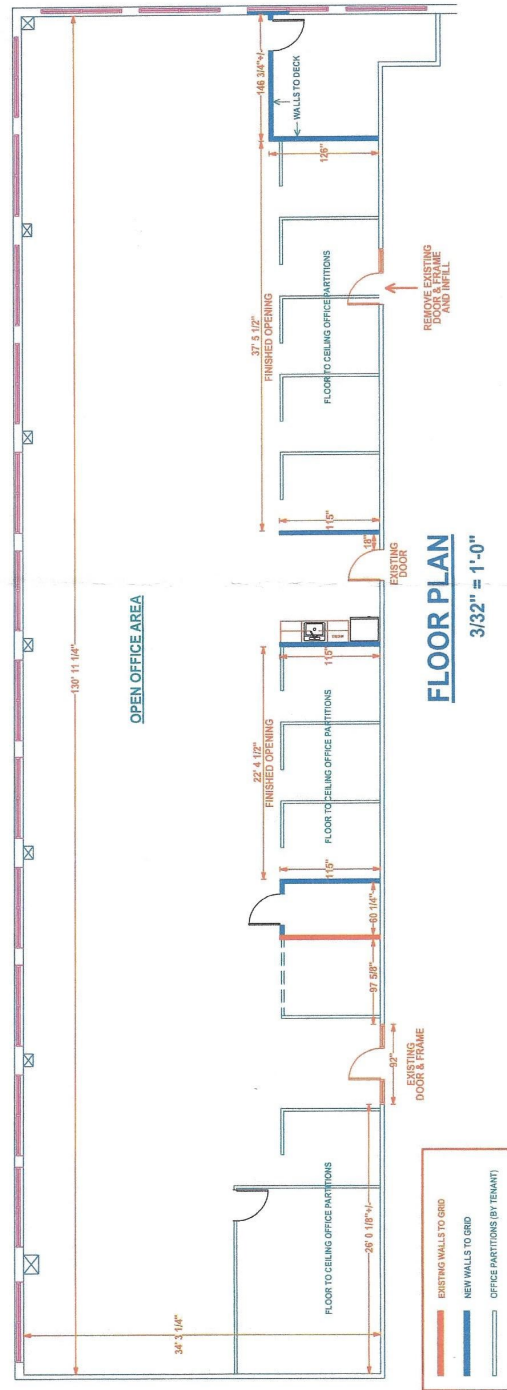 130' 11 1/4"
34' 3 1/4"
OPEN OFFICE AREA
146 3/4"+/-
WALLS TO DECK
126"
37' 5 1/2"
FINISHED OPENING
22' 4 1/2"
FINISHED OPENING
FLOOR TO CEILING OFFICE PARTITIONS
FLOOR TO CEILING OFFICE PARTITIONS
FLOOR TO CEILING OFFICE PARTITIONS
115"
115"
115"
18"
60 1/4"
97 5/8"
92"
26' 0 1/8"+/-
EXISTING
DOOR & FRAME
EXISTING
DOOR
REMOVE EXISTING
DOOR & FRAME
AND INFILL
FLOOR PLAN
3/32" = 1'-0"
EXISTING WALLS TO GRID
NEW WALLS TO GRID
OFFICE PARTITIONS (BY TENANT)